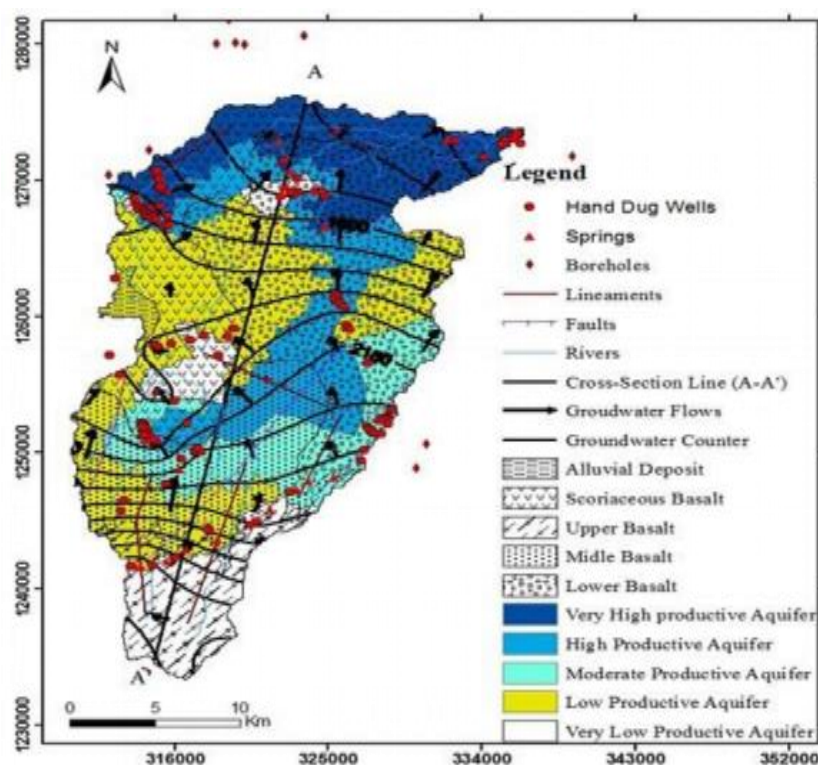 1280000
1270000
1260000
1250000
1240000
1230000
N
A
2100
A'
0 5 10
Km
316000 325000 334000 343000 352000
Legend
Hand Dug Wells
Springs
Boreholes
Lineaments
Faults
Rivers
Cross-Section Line (A-A')
Groudwater Flows
Groundwater Counter
Alluvial Deposit
Scoriaceous Basalt
Upper Basalt
Midle Basalt
Lower Basalt
Very High productive Aquifer
High Productive Aquifer
Moderate Productive Aquifer
Low Productive Aquifer
Very Low Productive Aquifer